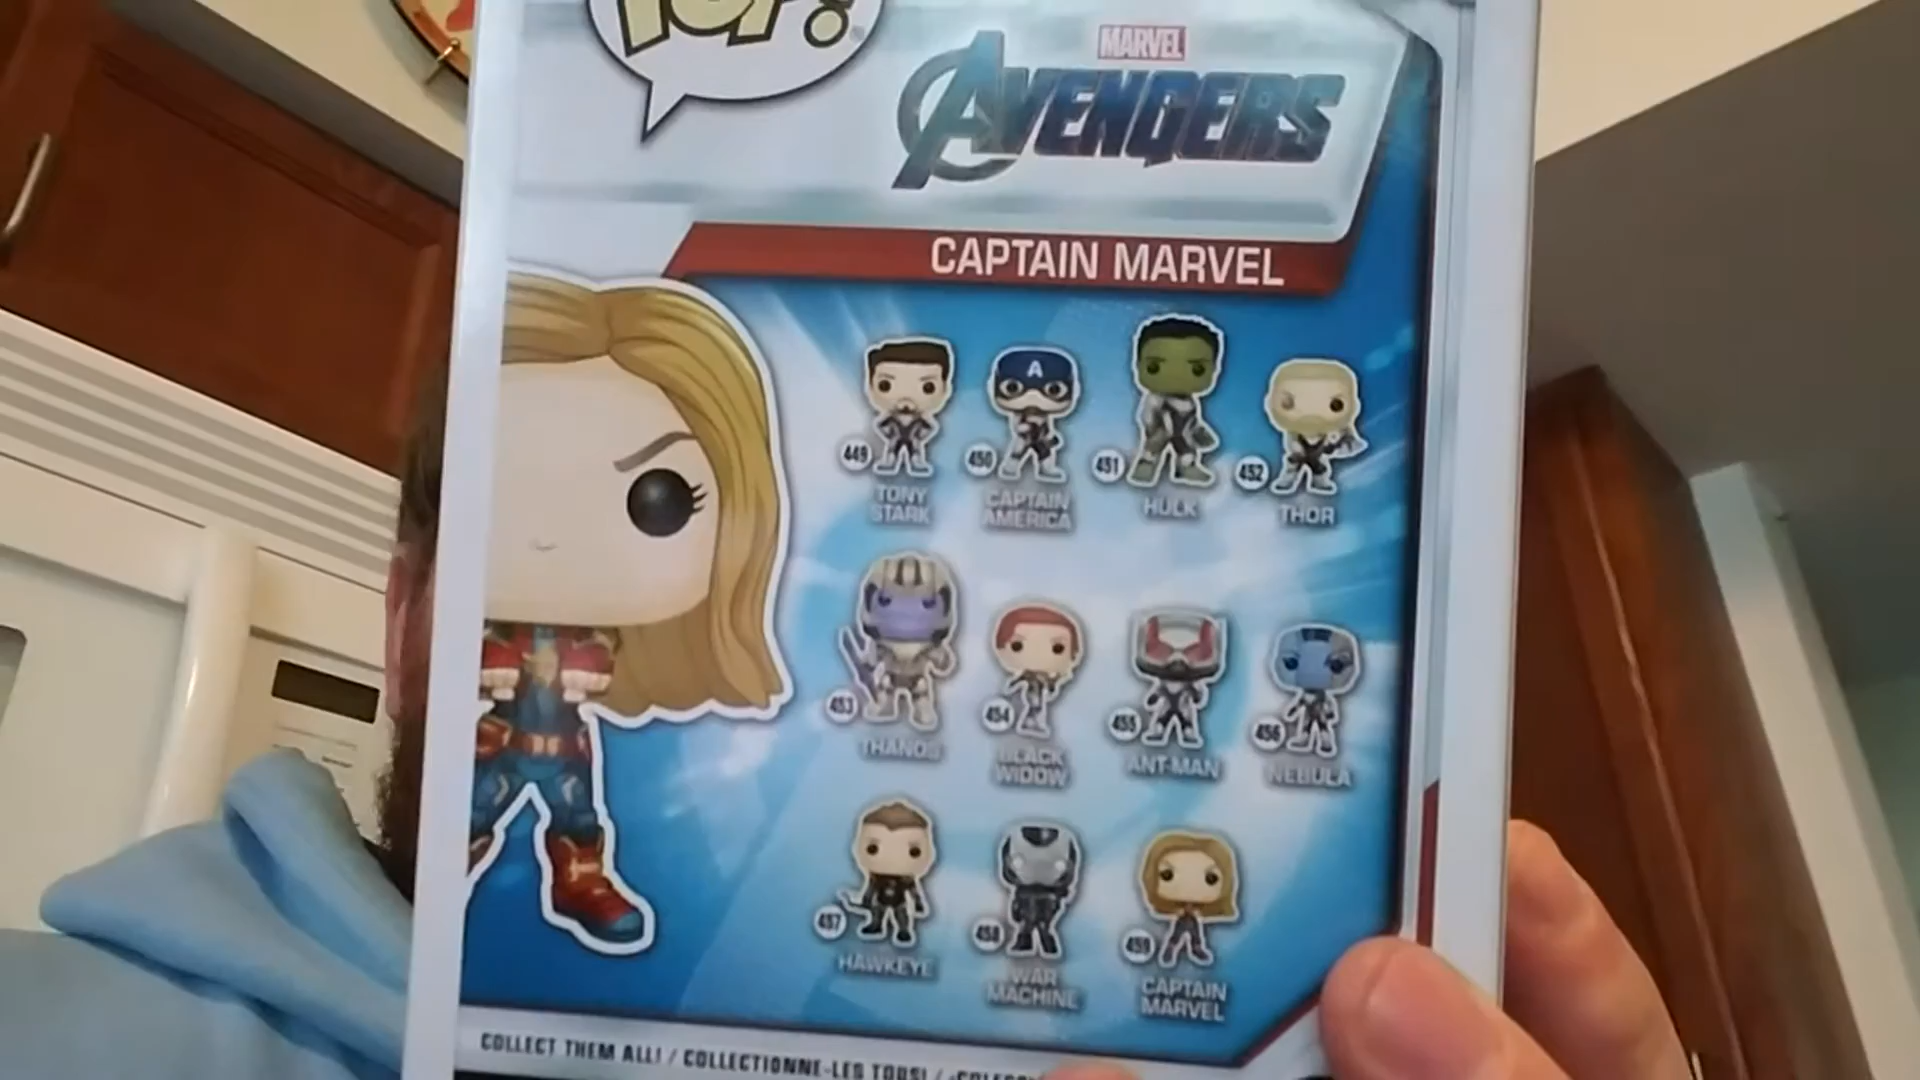 POP!
MARVEL
AVENGERS
CAPTAIN MARVEL
A
449
TONY
STARK
450
CAPTAIN
AMERICA
451
HULK
452
THOR
453
THANOS
454
BLACK
WIDOW
455
ANT-MAN
456
NEBULA
457
HAWKEYE
458
WAR
MACHINE
459
CAPTAIN
MARVEL
COLLECT THEM ALL! / COLLECTIONNE-LES TOUS! /